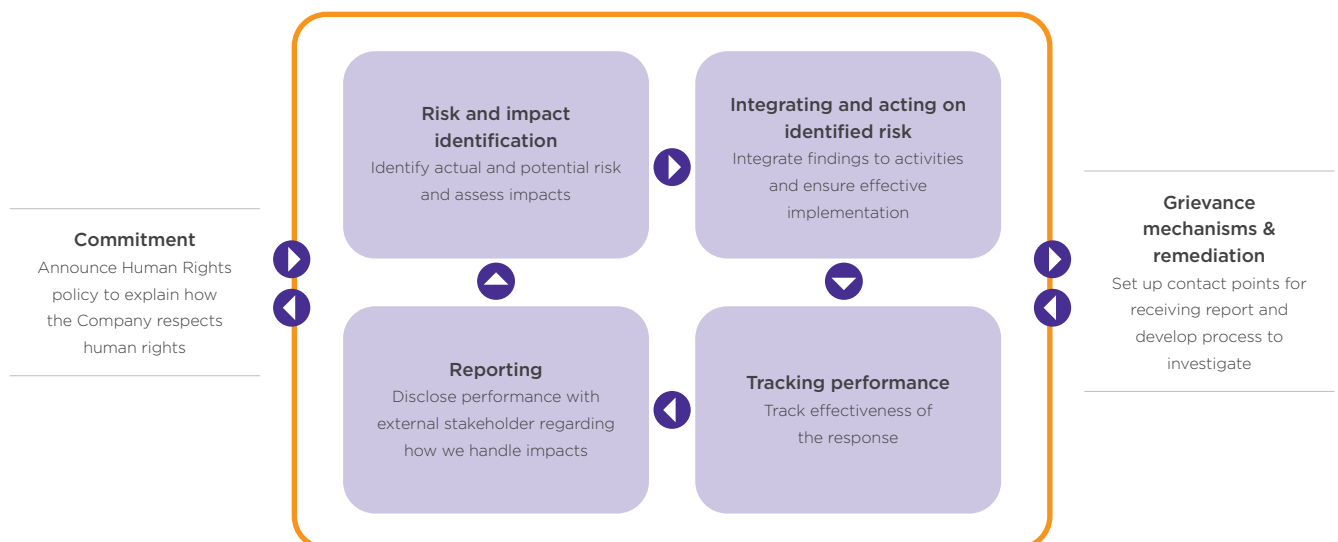 Commitment
Announce Human Rights
policy to explain how
the Company respects
human rights
Risk and impact
identification
Identify actual and potential risk
and assess impacts
Integrating and acting on
identified risk
Integrate findings to activities
and ensure effective
implementation
Reporting
Disclose performance with
external stakeholder regarding
how we handle impacts
Tracking performance
Track effectiveness of
the response
Grievance
mechanisms &
remediation
Set up contact points for
receiving report and
develop process to
investigate